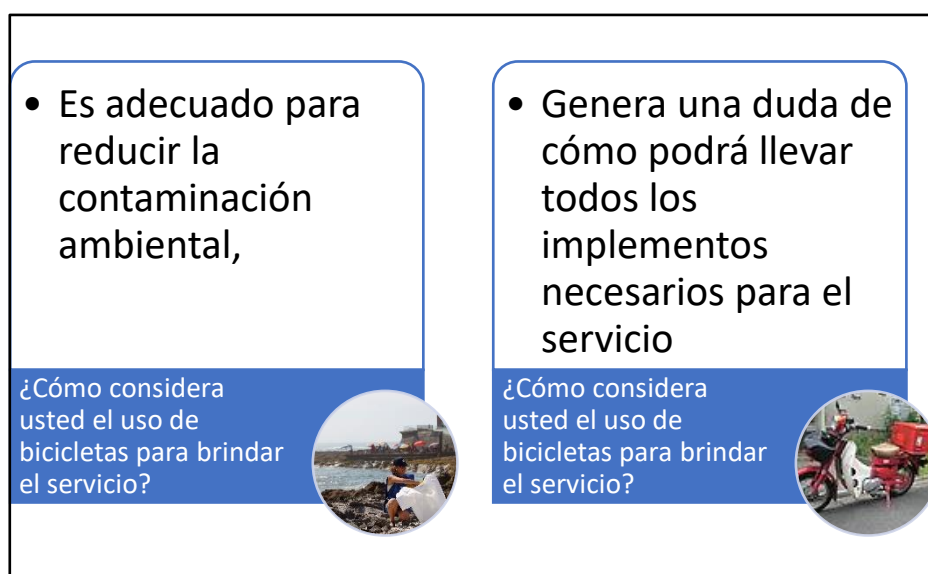 • Es adecuado para
reducir la
contaminación
ambiental,
¿Cómo considera
usted el uso de
bicicletas para brindar
el servicio?
• Genera una duda de
cómo podrá llevar
todos los
implementos
necesarios para el
servicio
¿Cómo considera
usted el uso de
bicicletas para brindar
el servicio?